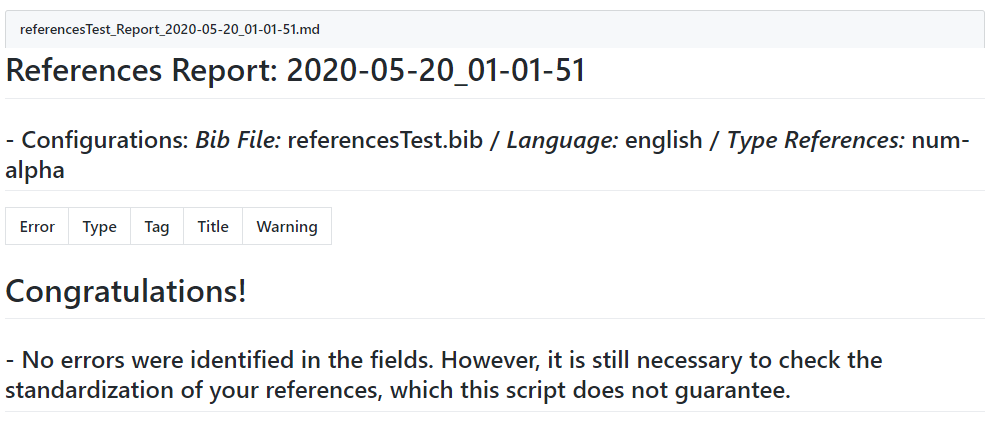 referencesTest_Report_2020-05-20_01-01-51.md
References Report: 2020-05-20_01-01-51
- Configurations: Bib File: referencesTest.bib / Language: english / Type References: num-
alpha
Error Type Tag Title Warning
Congratulations!
- No errors were identified in the fields. However, it is still necessary to check the
standardization of your references, which this script does not guarantee.